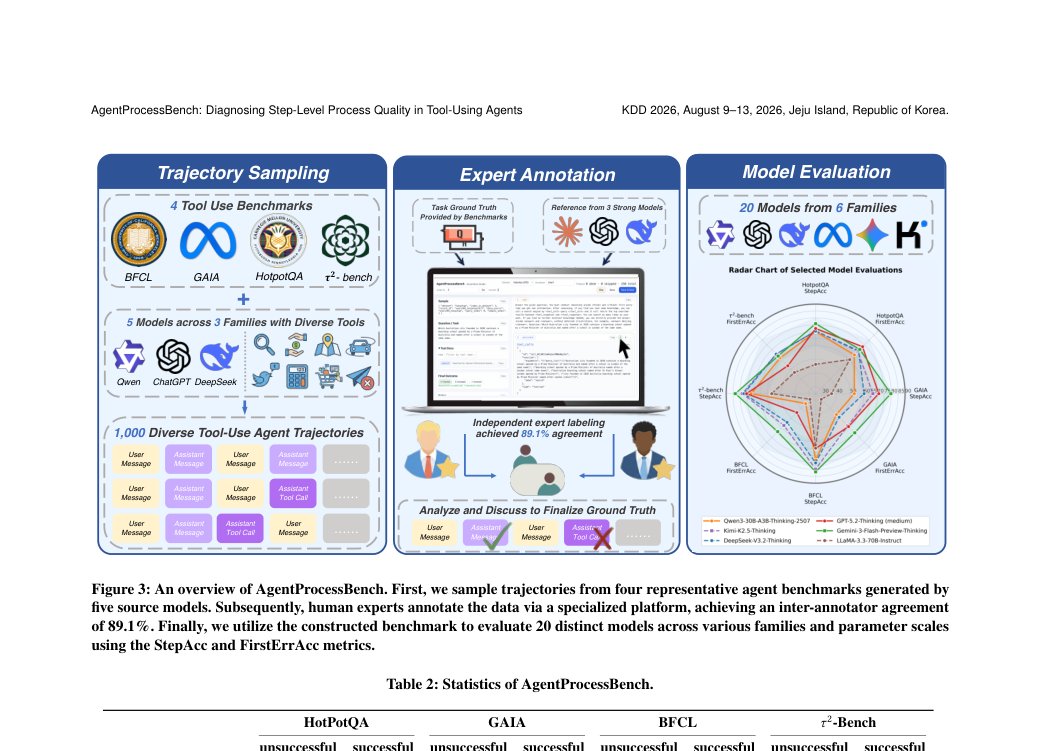 AgentProcessBench: Diagnosing Step-Level Process Quality in Tool-Using Agents
KDD 2026, August 9–13, 2026, Jeju Island, Republic of Korea.
Trajectory Sampling
4 Tool Use Benchmarks
BFCL GAIA HotpotQA τ²- bench
5 Models across 3 Families with Diverse Tools
Qwen ChatGPT DeepSeek
1,000 Diverse Tool-Use Agent Trajectories
User Message Assistant Message User Message Assistant Message ......
User Message Assistant Message User Message Assistant Tool Call ......
User Message Assistant Message Assistant Tool Call User Message ......
Expert Annotation
Task Ground Truth
Provided by Benchmarks
Reference from 3 Strong Models
AgentProcessBench
Independent expert labeling
achieved 89.1% agreement
Analyze and Discuss to Finalize Ground Truth
User Message Assistant Message User Message Assistant Tool Call ......
Model Evaluation
20 Models from 6 Families
Radar Chart of Selected Model Evaluations
HotpotQA
StepAcc
τ²-bench
FirstErrAcc
HotpotQA
FirstErrAcc
τ²-bench
StepAcc
GAIA
StepAcc
BFCL
FirstErrAcc
GAIA
FirstErrAcc
BFCL
StepAcc
Qwen3-30B-A3B-Thinking-2507
Kimi-K2.5-Thinking
DeepSeek-V3.2-Thinking
GPT-5.2-Thinking (medium)
Gemini-3-Flash-Preview-Thinking
LLaMA-3.3-70B-Instruct
Figure 3: An overview of AgentProcessBench. First, we sample trajectories from four representative agent benchmarks generated by
five source models. Subsequently, human experts annotate the data via a specialized platform, achieving an inter-annotator agreement
of 89.1%. Finally, we utilize the constructed benchmark to evaluate 20 distinct models across various families and parameter scales
using the StepAcc and FirstErrAcc metrics.
Table 2: Statistics of AgentProcessBench.
HotPotQA GAIA BFCL τ²-Bench
unsuccessful successful unsuccessful successful unsuccessful successful unsuccessful successful